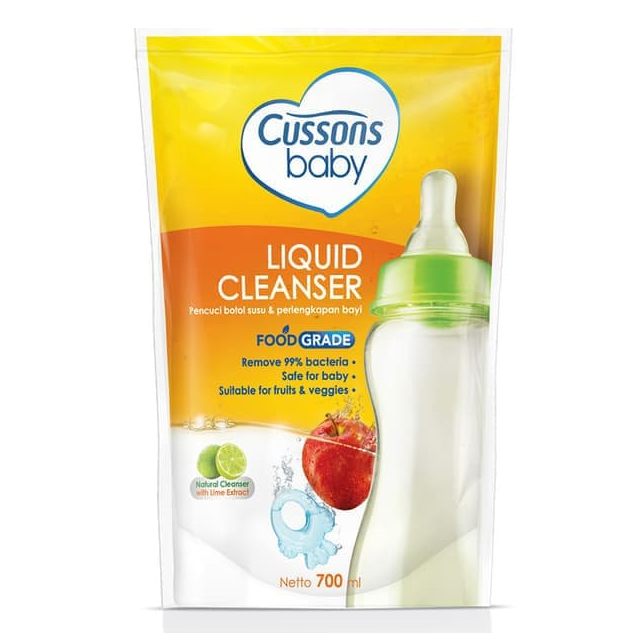 Cussons
baby
LIQUID
CLEANSER
Pencuci botol susu & perlengkapan bayi
FOOD GRADE
Remove 99% bacteria •
Safe for baby •
Suitable for fruits & veggies •
Natural Cleanser
with Lime Extract
Netto 700 ml